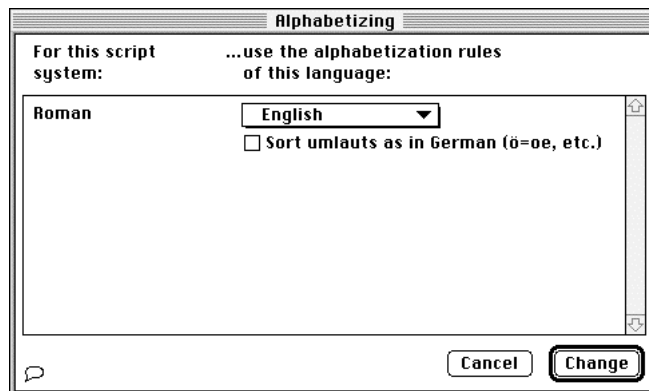 Alphabetizing
For this script ...use the alphabetization rules
system: of this language:
Roman English
Sort umlauts as in German (ö=oe, etc.)
Cancel Change